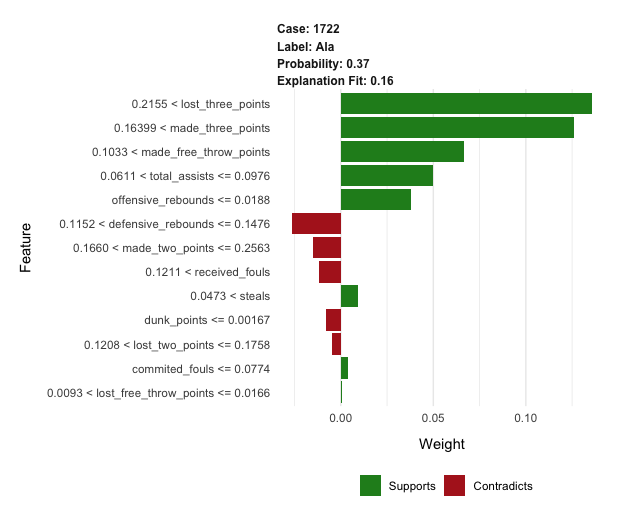 Case: 1722
Label: Ala
Probability: 0.37
Explanation Fit: 0.16
0.2155 < lost_three_points
0.16399 < made_three_points
0.1033 < made_free_throw_points
0.0611 < total_assists <= 0.0976
offensive_rebounds <= 0.0188
0.1152 < defensive_rebounds <= 0.1476
0.1660 < made_two_points <= 0.2563
0.1211 < received_fouls
0.0473 < steals
dunk_points <= 0.00167
0.1208 < lost_two_points <= 0.1758
commited_fouls <= 0.0774
0.0093 < lost_free_throw_points <= 0.0166
Feature
0.00 0.05 0.10
Weight
Supports Contradicts